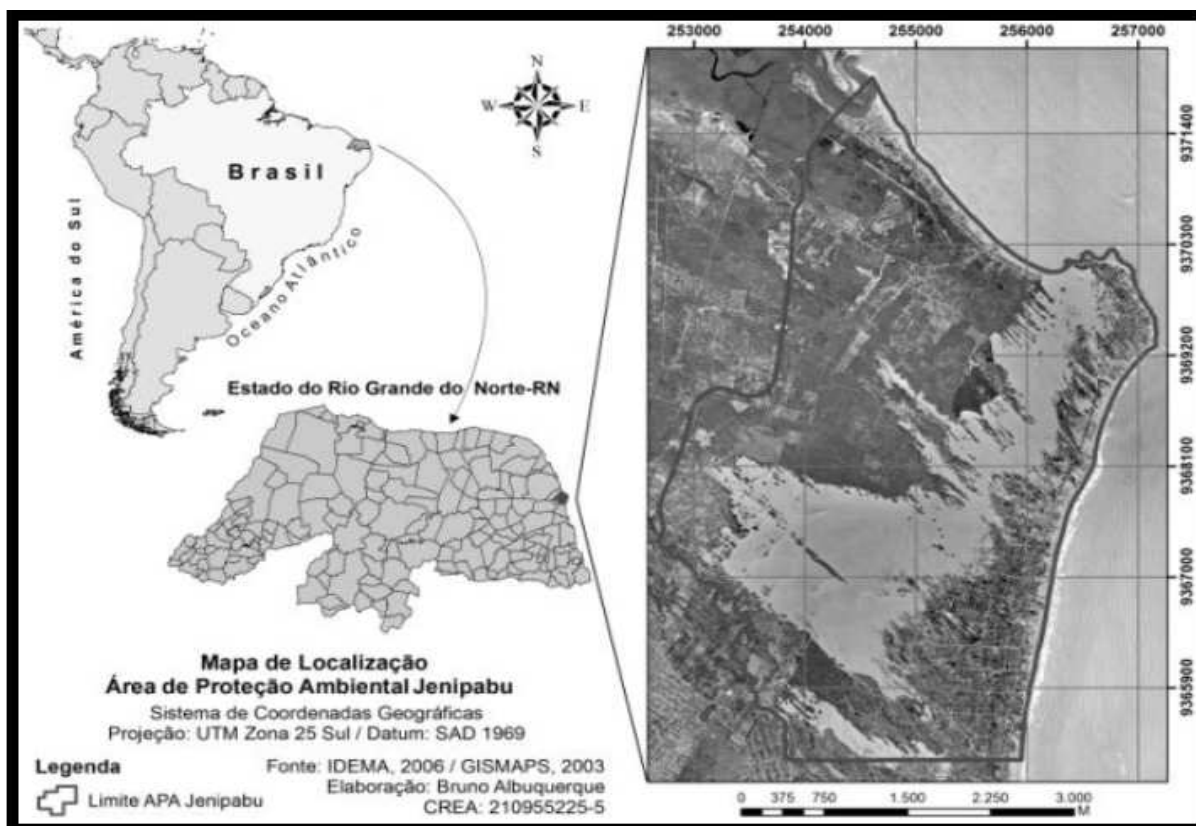 253000 254000 255000 256000 257000
N
W E
S
Brasil
América do Sul
Oceano Atlântico
9371400
9370300
9369200
9368100
9367000
9365900
Estado do Rio Grande do Norte-RN
Mapa de Localização
Área de Proteção Ambiental Jenipabu
Sistema de Coordenadas Geográficas
Projeção: UTM Zona 25 Sul / Datum: SAD 1969
Legenda
Limite APA Jenipabu
Fonte: IDEMA, 2006 / GISMAPS, 2003
Elaboração: Bruno Albuquerque
CREA: 210955225-5
0 375 750 1.500 2.250 3.000
M